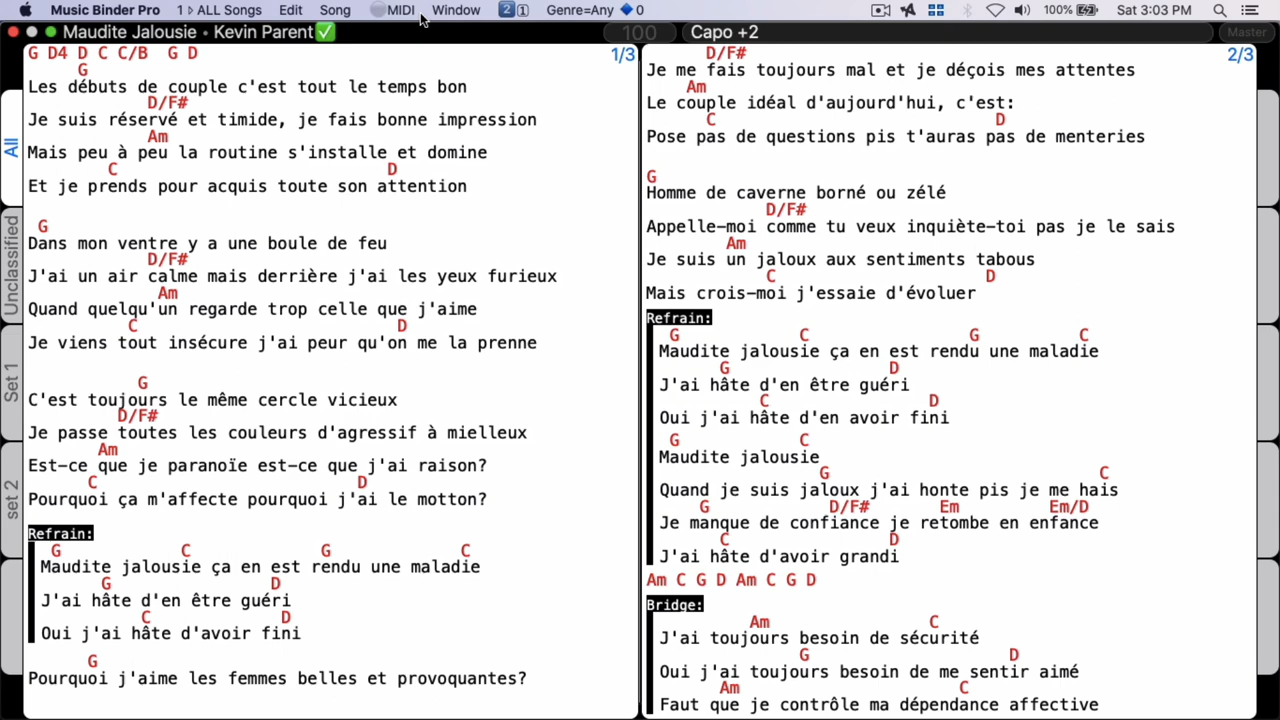 Music Binder Pro 1 ▷ ALL Songs Edit Song MIDI Window 2 1 Genre=Any 0 100% Sat 3:03 PM
Maudite Jalousie • Kevin Parent✅ 100 Capo +2 Master
All
Unclassified
Set 1
set 2
1/3
G D4 D C C/B G D
G
Les débuts de couple c'est tout le temps bon
D/F#
Je suis réservé et timide, je fais bonne impression
Am
Mais peu à peu la routine s'installe et domine
C D
Et je prends pour acquis toute son attention
G
Dans mon ventre y a une boule de feu
D/F#
J'ai un air calme mais derrière j'ai les yeux furieux
Am
Quand quelqu'un regarde trop celle que j'aime
C D
Je viens tout insécure j'ai peur qu'on me la prenne
G
C'est toujours le même cercle vicieux
D/F#
Je passe toutes les couleurs d'agressif à mielleux
Am
Est-ce que je paranoïe est-ce que j'ai raison?
C D
Pourquoi ça m'affecte pourquoi j'ai le motton?
Refrain:
G C G C
Maudite jalousie ça en est rendu une maladie
G D
J'ai hâte d'en être guéri
C D
Oui j'ai hâte d'avoir fini
G
Pourquoi j'aime les femmes belles et provoquantes?
2/3
D/F#
Je me fais toujours mal et je déçois mes attentes
Am
Le couple idéal d'aujourd'hui, c'est:
C D
Pose pas de questions pis t'auras pas de menteries
G
Homme de caverne borné ou zélé
D/F#
Appelle-moi comme tu veux inquiète-toi pas je le sais
Am
Je suis un jaloux aux sentiments tabous
C D
Mais crois-moi j'essaie d'évoluer
Refrain:
G C G C
Maudite jalousie ça en est rendu une maladie
G D
J'ai hâte d'en être guéri
C D
Oui j'ai hâte d'en avoir fini
G C
Maudite jalousie
G C
Quand je suis jaloux j'ai honte pis je me hais
G D/F# Em Em/D
Je manque de confiance je retombe en enfance
C D
J'ai hâte d'avoir grandi
Am C G D Am C G D
Bridge:
Am C
J'ai toujours besoin de sécurité
G D
Oui j'ai toujours besoin de me sentir aimé
Am C
Faut que je contrôle ma dépendance affective